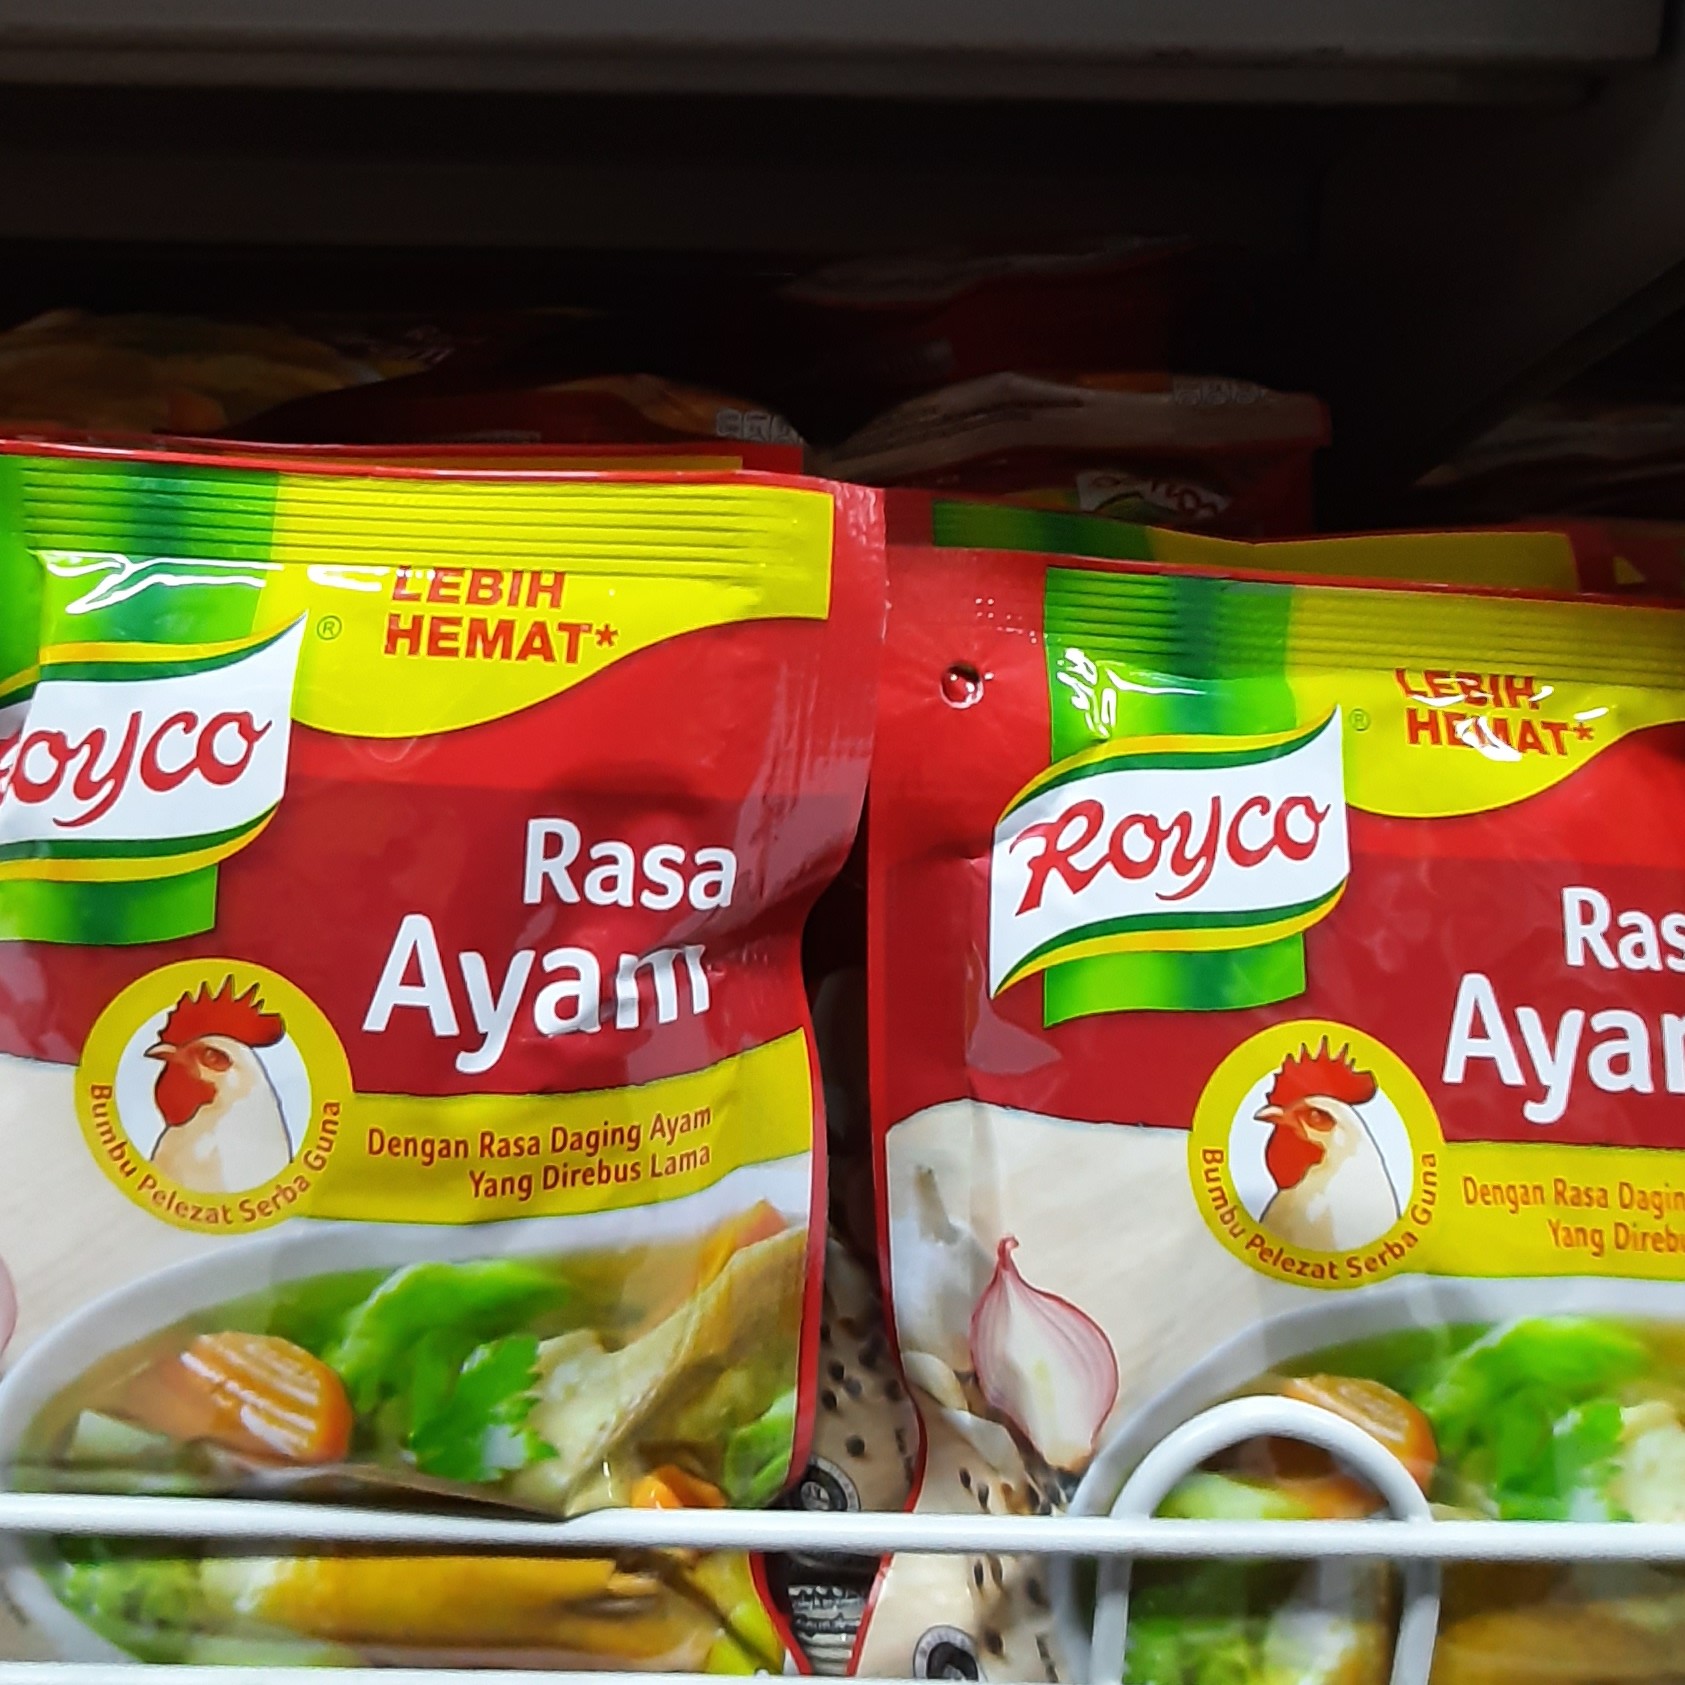 LEBIH
HEMAT*
Royco
®
Rasa
Ayam
Dengan Rasa Daging Ayam
Yang Direbus Lama
Bumbu Pelezat Serba Guna
LEBIH
HEMAT*
Royco
®
Ras
Ayar
Dengan Rasa Dagin
Yang Direb
Bumbu Pelezat Serba Guna